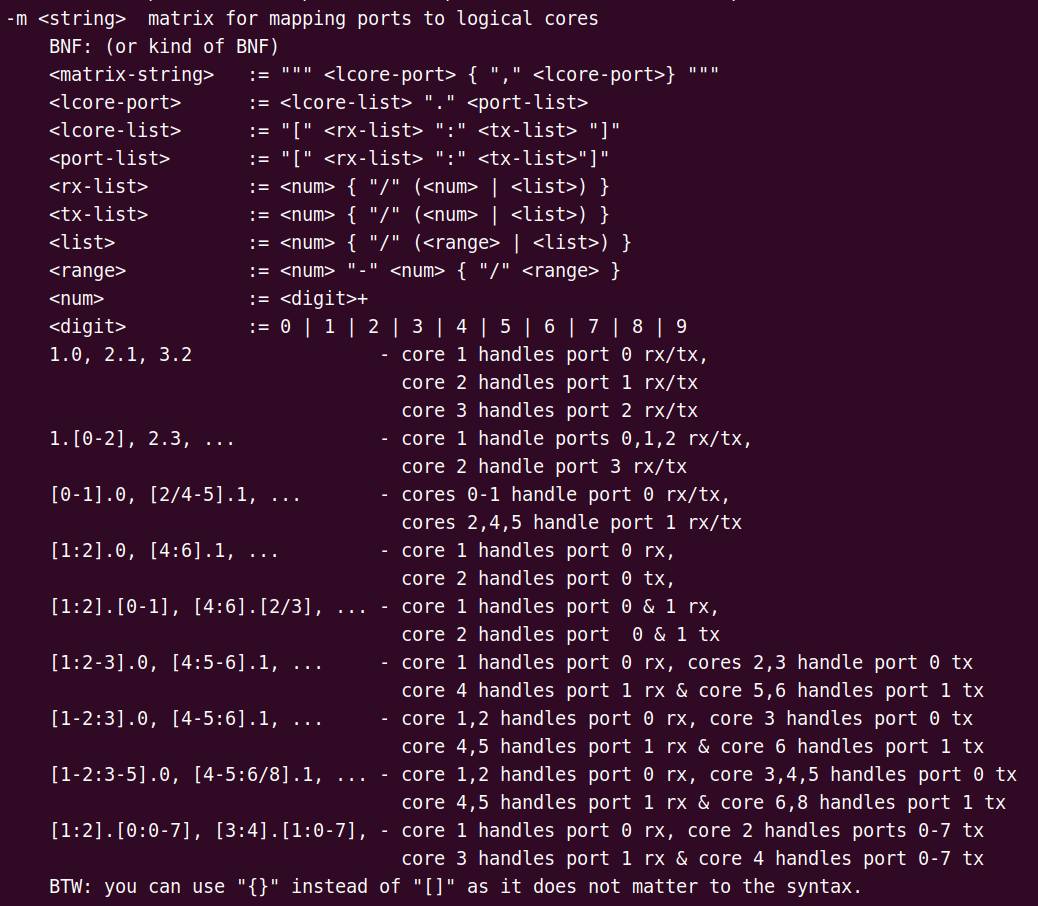 -m <string>  matrix for mapping ports to logical cores
    BNF: (or kind of BNF)
    <matrix-string>   := """ <lcore-port> { "," <lcore-port>} """
    <lcore-port>      := <lcore-list> "." <port-list>
    <lcore-list>      := "[" <rx-list> ":" <tx-list> "]"
    <port-list>       := "[" <rx-list> ":" <tx-list>"]"
    <rx-list>         := <num> { "/" (<num> | <list>) }
    <tx-list>         := <num> { "/" (<num> | <list>) }
    <list>            := <num> { "/" (<range> | <list>) }
    <range>           := <num> "-" <num> { "/" <range> }
    <num>             := <digit>+
    <digit>           := 0 | 1 | 2 | 3 | 4 | 5 | 6 | 7 | 8 | 9
    1.0, 2.1, 3.2                 - core 1 handles port 0 rx/tx,
                                    core 2 handles port 1 rx/tx
                                    core 3 handles port 2 rx/tx
    1.[0-2], 2.3, ...             - core 1 handle ports 0,1,2 rx/tx,
                                    core 2 handle port 3 rx/tx
    [0-1].0, [2/4-5].1, ...       - cores 0-1 handle port 0 rx/tx,
                                    cores 2,4,5 handle port 1 rx/tx
    [1:2].0, [4:6].1, ...         - core 1 handles port 0 rx,
                                    core 2 handles port 0 tx,
    [1:2].[0-1], [4:6].[2/3], ... - core 1 handles port 0 & 1 rx,
                                    core 2 handles port  0 & 1 tx
    [1:2-3].0, [4:5-6].1, ...     - core 1 handles port 0 rx, cores 2,3 handle port 0 tx
                                    core 4 handles port 1 rx & core 5,6 handles port 1 tx
    [1-2:3].0, [4-5:6].1, ...     - core 1,2 handles port 0 rx, core 3 handles port 0 tx
                                    core 4,5 handles port 1 rx & core 6 handles port 1 tx
    [1-2:3-5].0, [4-5:6/8].1, ... - core 1,2 handles port 0 rx, core 3,4,5 handles port 0 tx
                                    core 4,5 handles port 1 rx & core 6,8 handles port 1 tx
    [1:2].[0:0-7], [3:4].[1:0-7], - core 1 handles port 0 rx, core 2 handles ports 0-7 tx
                                    core 3 handles port 1 rx & core 4 handles port 0-7 tx
    BTW: you can use "{}" instead of "[]" as it does not matter to the syntax.